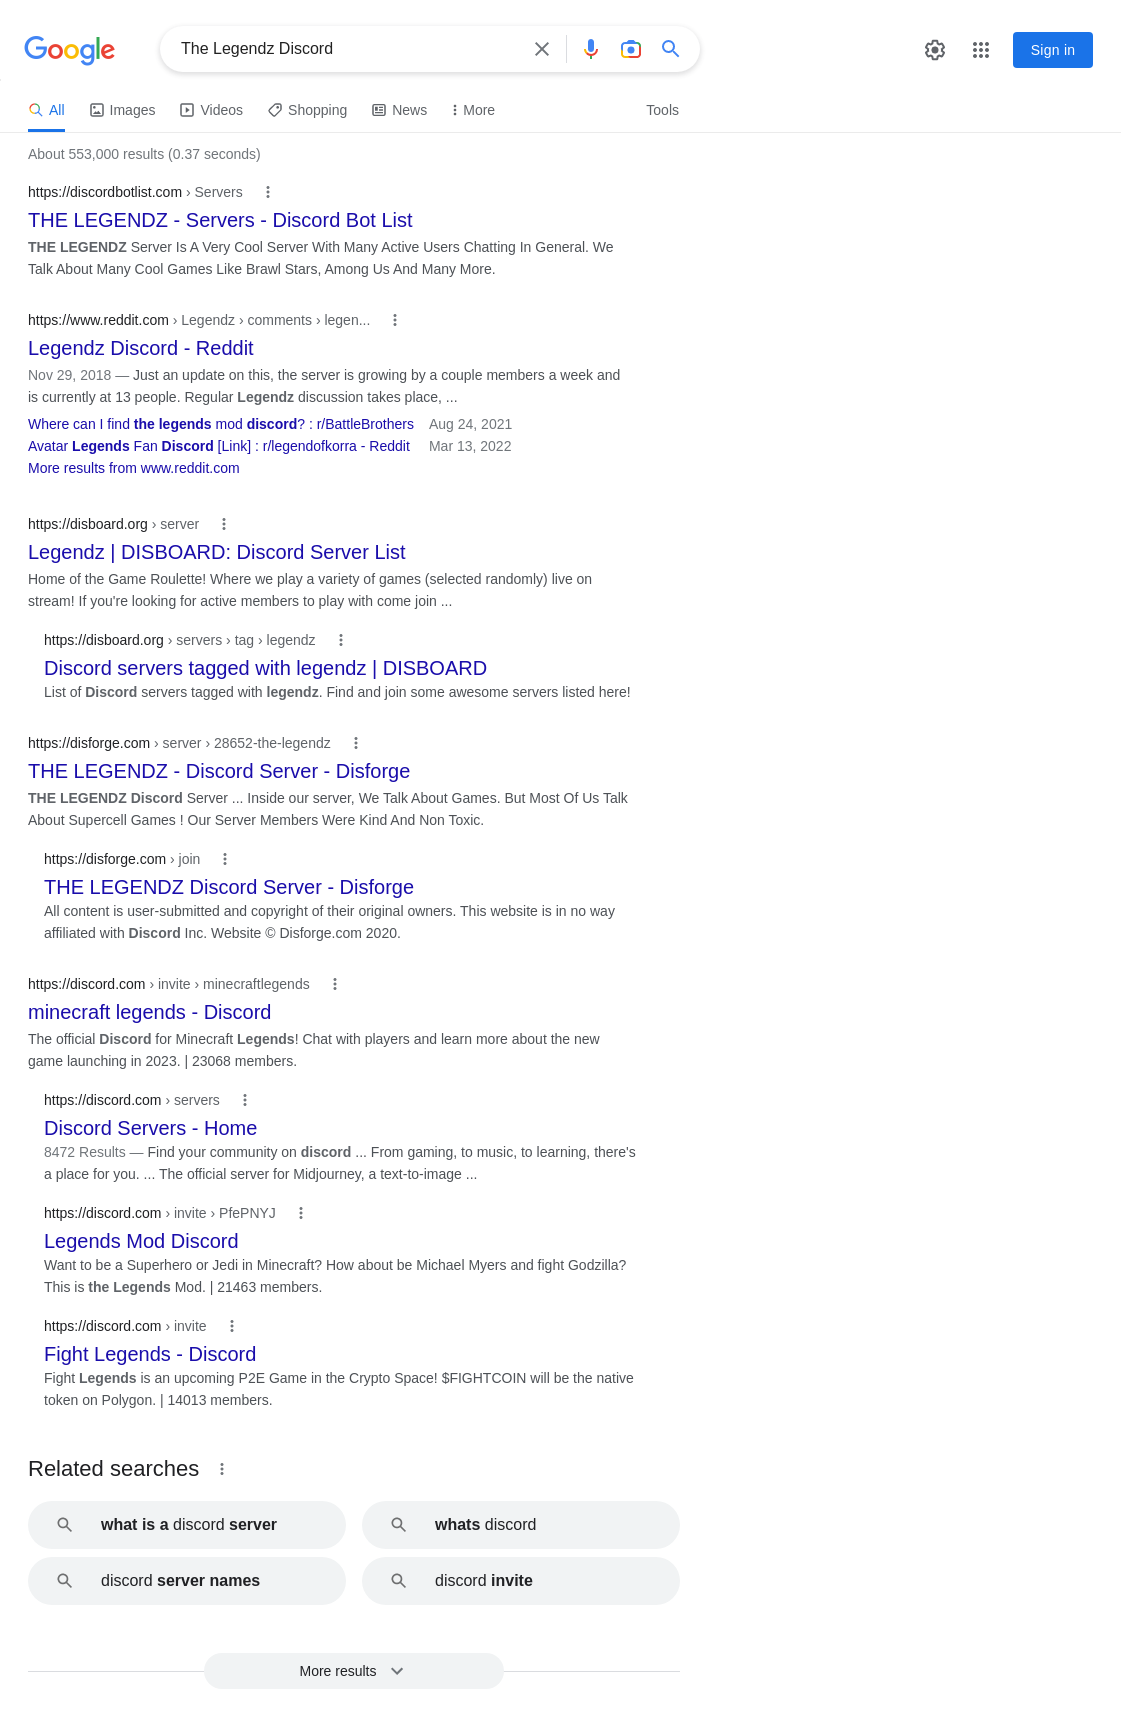 Google
The Legendz Discord
Sign in
All
Images
Videos
Shopping
News
More
Tools
About 553,000 results (0.37 seconds)
https://discordbotlist.com › Servers
THE LEGENDZ - Servers - Discord Bot List
THE LEGENDZ Server Is A Very Cool Server With Many Active Users Chatting In General. We
Talk About Many Cool Games Like Brawl Stars, Among Us And Many More.
https://www.reddit.com › Legendz › comments › legen...
Legendz Discord - Reddit
Nov 29, 2018 — Just an update on this, the server is growing by a couple members a week and
is currently at 13 people. Regular Legendz discussion takes place, ...
Where can I find the legends mod discord? : r/BattleBrothers Aug 24, 2021
Avatar Legends Fan Discord [Link] : r/legendofkorra - Reddit Mar 13, 2022
More results from www.reddit.com
https://disboard.org › server
Legendz | DISBOARD: Discord Server List
Home of the Game Roulette! Where we play a variety of games (selected randomly) live on
stream! If you're looking for active members to play with come join ...
https://disboard.org › servers › tag › legendz
Discord servers tagged with legendz | DISBOARD
List of Discord servers tagged with legendz. Find and join some awesome servers listed here!
https://disforge.com › server › 28652-the-legendz
THE LEGENDZ - Discord Server - Disforge
THE LEGENDZ Discord Server ... Inside our server, We Talk About Games. But Most Of Us Talk
About Supercell Games ! Our Server Members Were Kind And Non Toxic.
https://disforge.com › join
THE LEGENDZ Discord Server - Disforge
All content is user-submitted and copyright of their original owners. This website is in no way
affiliated with Discord Inc. Website © Disforge.com 2020.
https://discord.com › invite › minecraftlegends
minecraft legends - Discord
The official Discord for Minecraft Legends! Chat with players and learn more about the new
game launching in 2023. | 23068 members.
https://discord.com › servers
Discord Servers - Home
8472 Results — Find your community on discord ... From gaming, to music, to learning, there's
a place for you. ... The official server for Midjourney, a text-to-image ...
https://discord.com › invite › PfePNYJ
Legends Mod Discord
Want to be a Superhero or Jedi in Minecraft? How about be Michael Myers and fight Godzilla?
This is the Legends Mod. | 21463 members.
https://discord.com › invite
Fight Legends - Discord
Fight Legends is an upcoming P2E Game in the Crypto Space! $FIGHTCOIN will be the native
token on Polygon. | 14013 members.
Related searches
what is a discord server
whats discord
discord server names
discord invite
More results